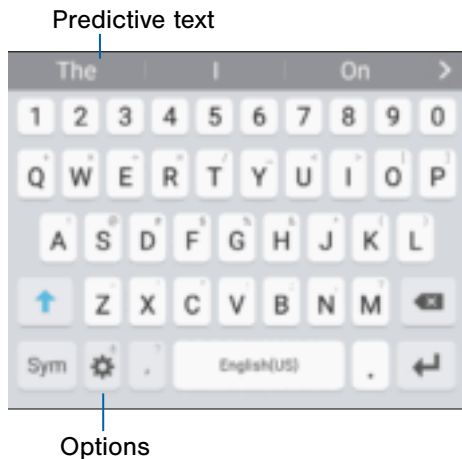 Predictive text
The I On >
1 2 3 4 5 6 7 8 9 0
Q W E R T Y U I O P
A S D F G H J K L
Z X C V B N M
Sym , English(US) .
Options